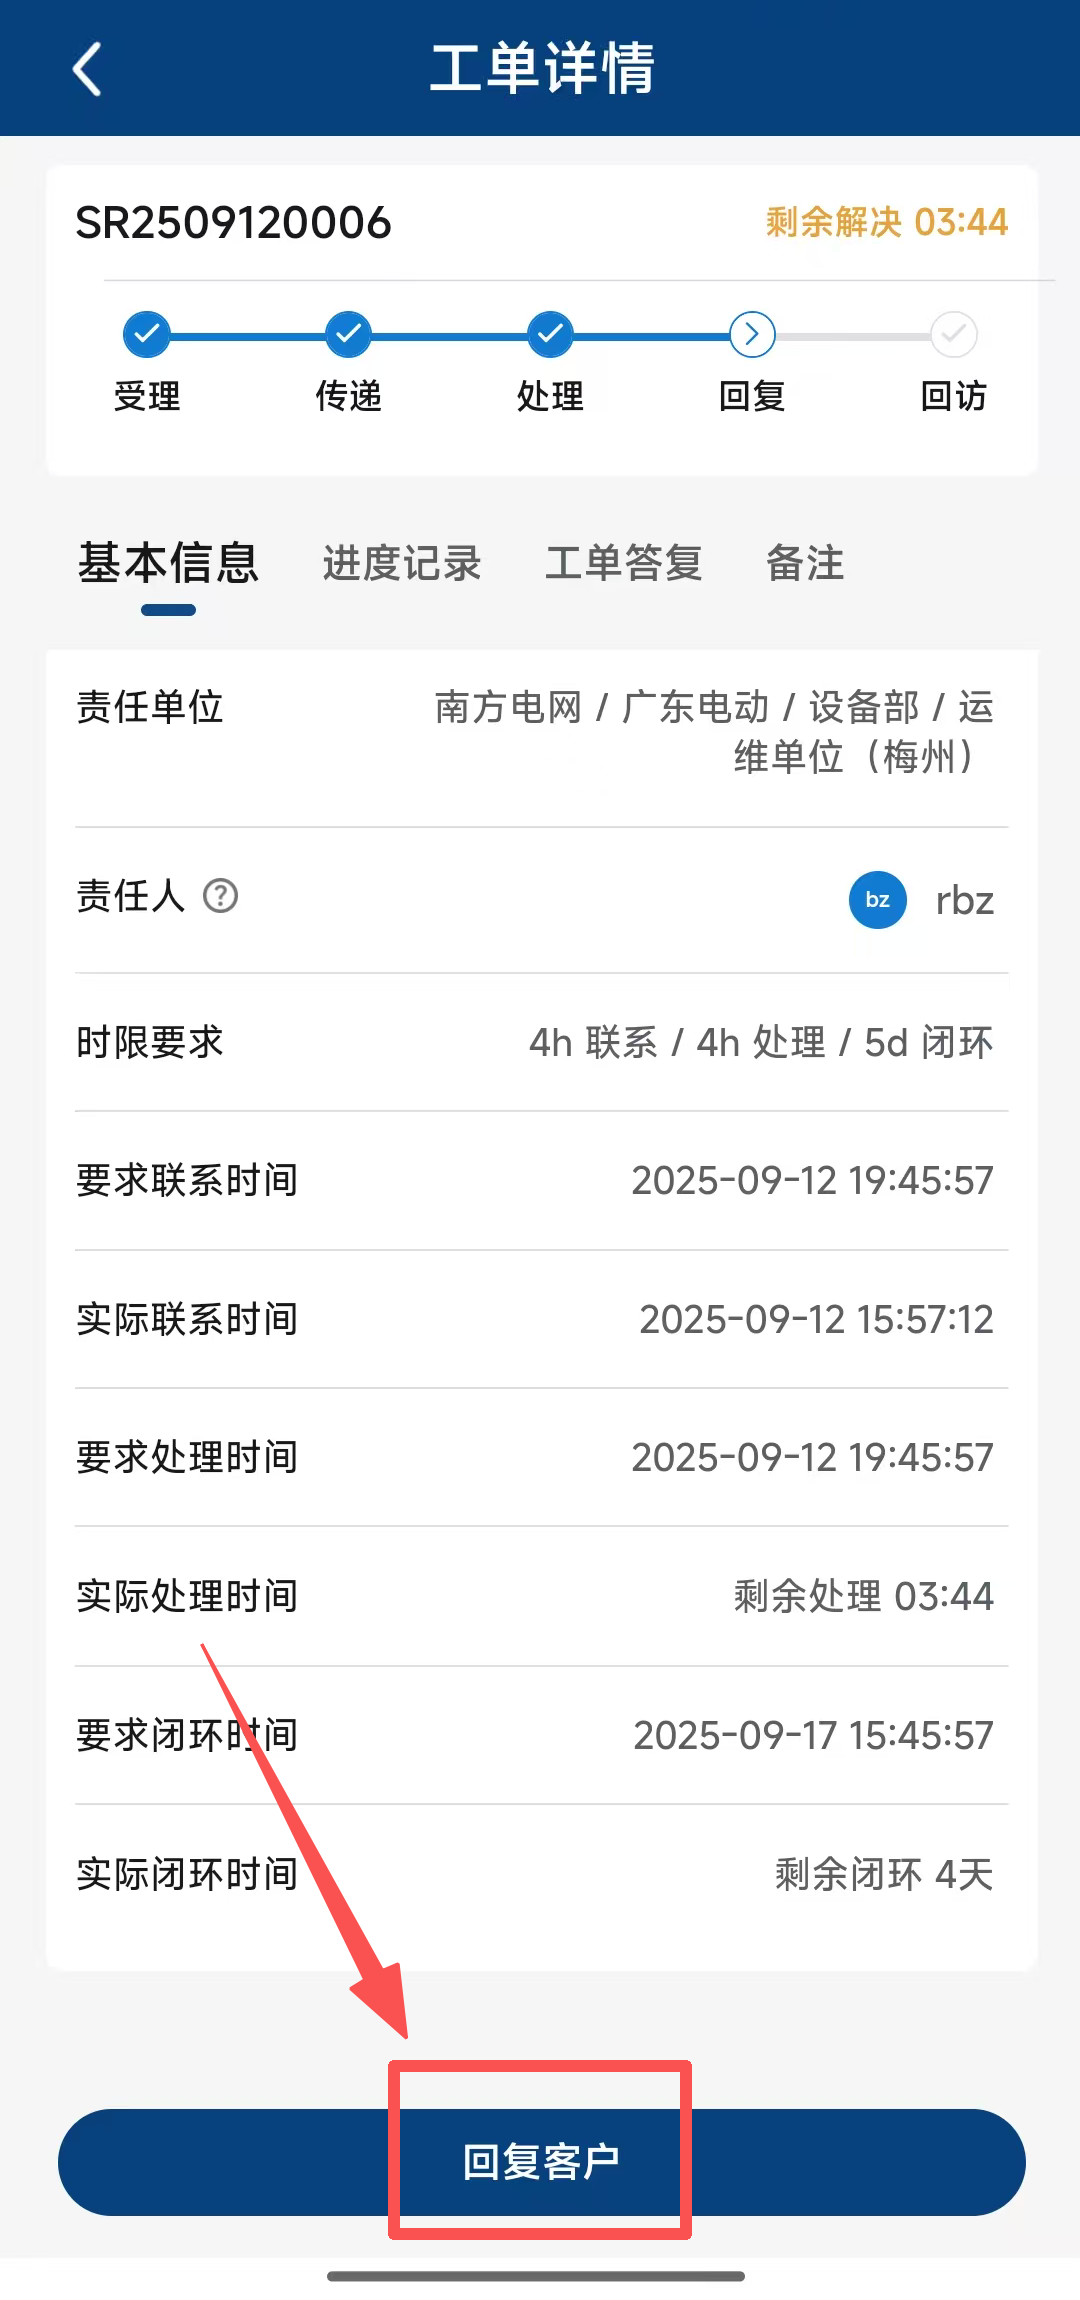 工单详情
SR2509120006
剩余解决 03:44
受理 传递 处理 回复 回访
基本信息 进度记录 工单答复 备注
责任单位
南方电网 / 广东电动 / 设备部 / 运
维单位（梅州）
责任人 ?
bz rbz
时限要求 4h 联系 / 4h 处理 / 5d 闭环
要求联系时间 2025-09-12 19:45:57
实际联系时间 2025-09-12 15:57:12
要求处理时间 2025-09-12 19:45:57
实际处理时间 剩余处理 03:44
要求闭环时间 2025-09-17 15:45:57
实际闭环时间 剩余闭环 4天
回复客户